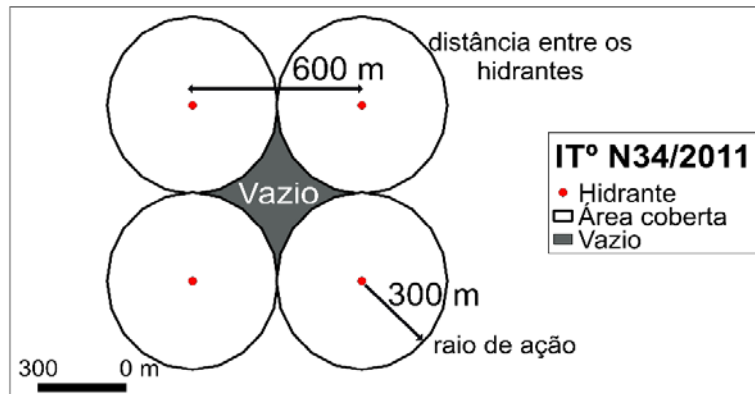 distância entre os
hidrantes
600 m
ITº N34/2011
Hidrante
Área coberta
Vazio
Vazio
300 m
raio de ação
300 0 m